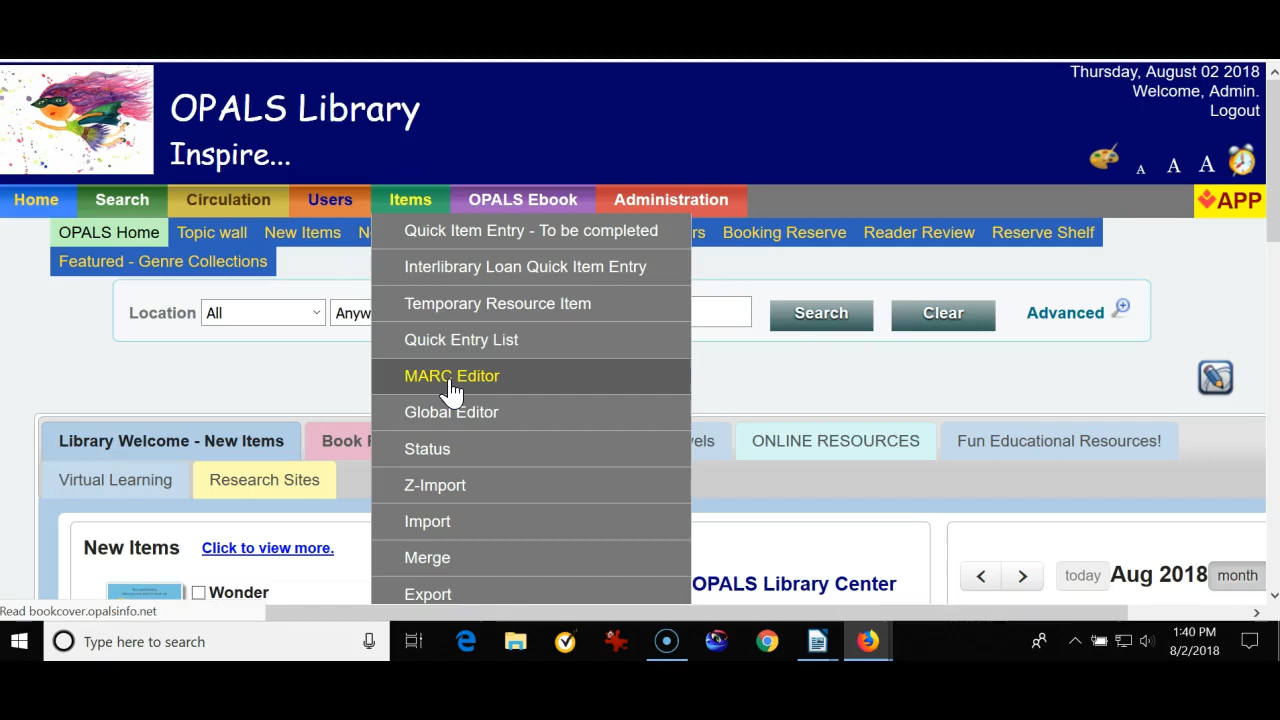 Thursday, August 02 2018
Welcome, Admin.
Logout
OPALS Library
Inspire...
A A A
Home Search Circulation Users Items OPALS Ebook Administration APP
OPALS Home Topic wall New Items Booking Reserve Reader Review Reserve Shelf
Featured - Genre Collections
Quick Item Entry - To be completed
Interlibrary Loan Quick Item Entry
Temporary Resource Item
Quick Entry List
MARC Editor
Global Editor
Status
Z-Import
Import
Merge
Export
Location All Search Clear Advanced
Library Welcome - New Items Book ONLINE RESOURCES Fun Educational Resources!
Virtual Learning Research Sites
New Items Click to view more.
Wonder
OPALS Library Center
< > today Aug 2018 month
Read bookcover.opalsinfo.net
Type here to search
1:40 PM
8/2/2018